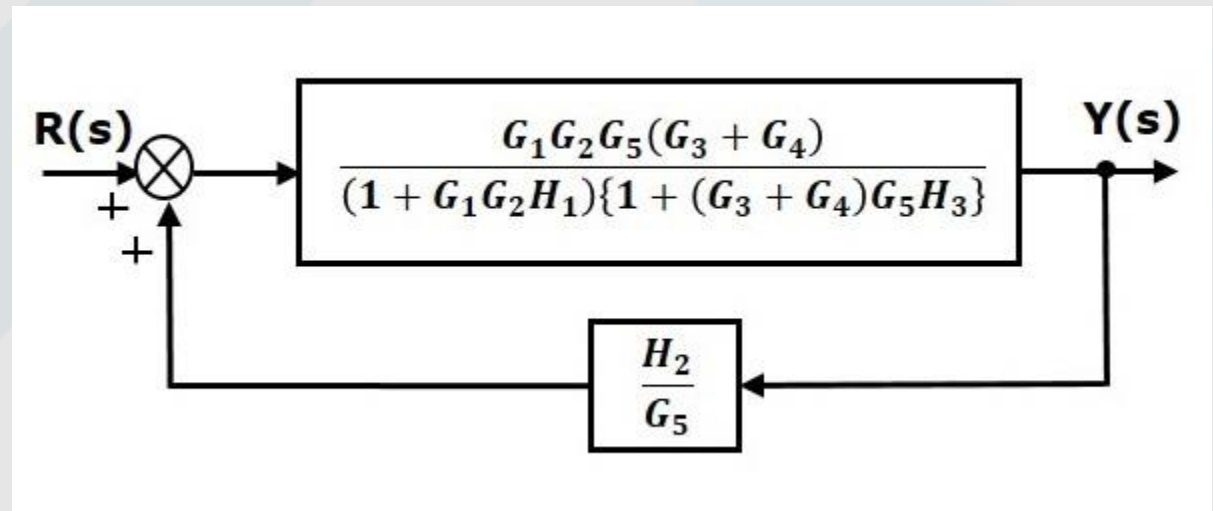 R(s)
Y(s)
G₁G₂G₅(G₃ + G₄)
(1 + G₁G₂H₁){1 + (G₃ + G₄)G₅H₃}
+
+
H₂
G₅